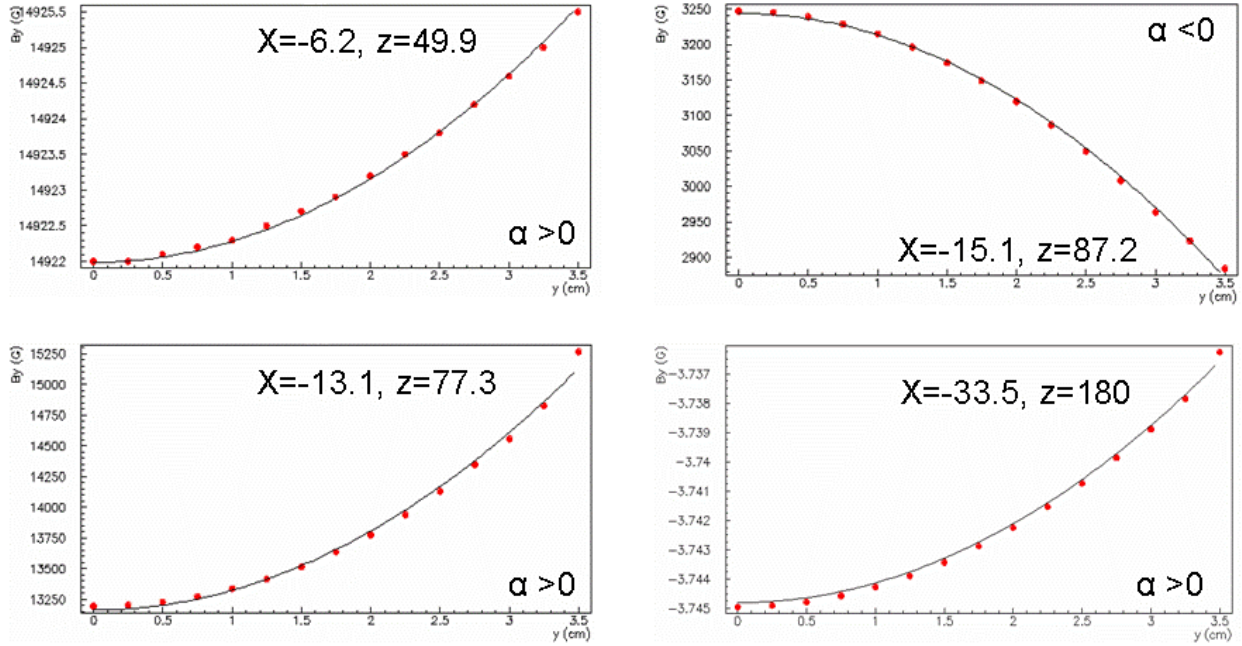 By (G)
14925.5
14925
14924.5
14924
14923.5
14923
14922.5
14922
X=-6.2, z=49.9
α >0
0 0.5 1 1.5 2 2.5 3 3.5
y (cm)
By (G)
3250
3200
3150
3100
3050
3000
2950
2900
α <0
X=-15.1, z=87.2
0 0.5 1 1.5 2 2.5 3 3.5
y (cm)
By (G)
15250
15000
14750
14500
14250
14000
13750
13500
13250
X=-13.1, z=77.3
α >0
0 0.5 1 1.5 2 2.5 3 3.5
y (cm)
By (G)
-3.737
-3.738
-3.739
-3.74
-3.741
-3.742
-3.743
-3.744
-3.745
X=-33.5, z=180
α >0
0 0.5 1 1.5 2 2.5 3 3.5
y (cm)